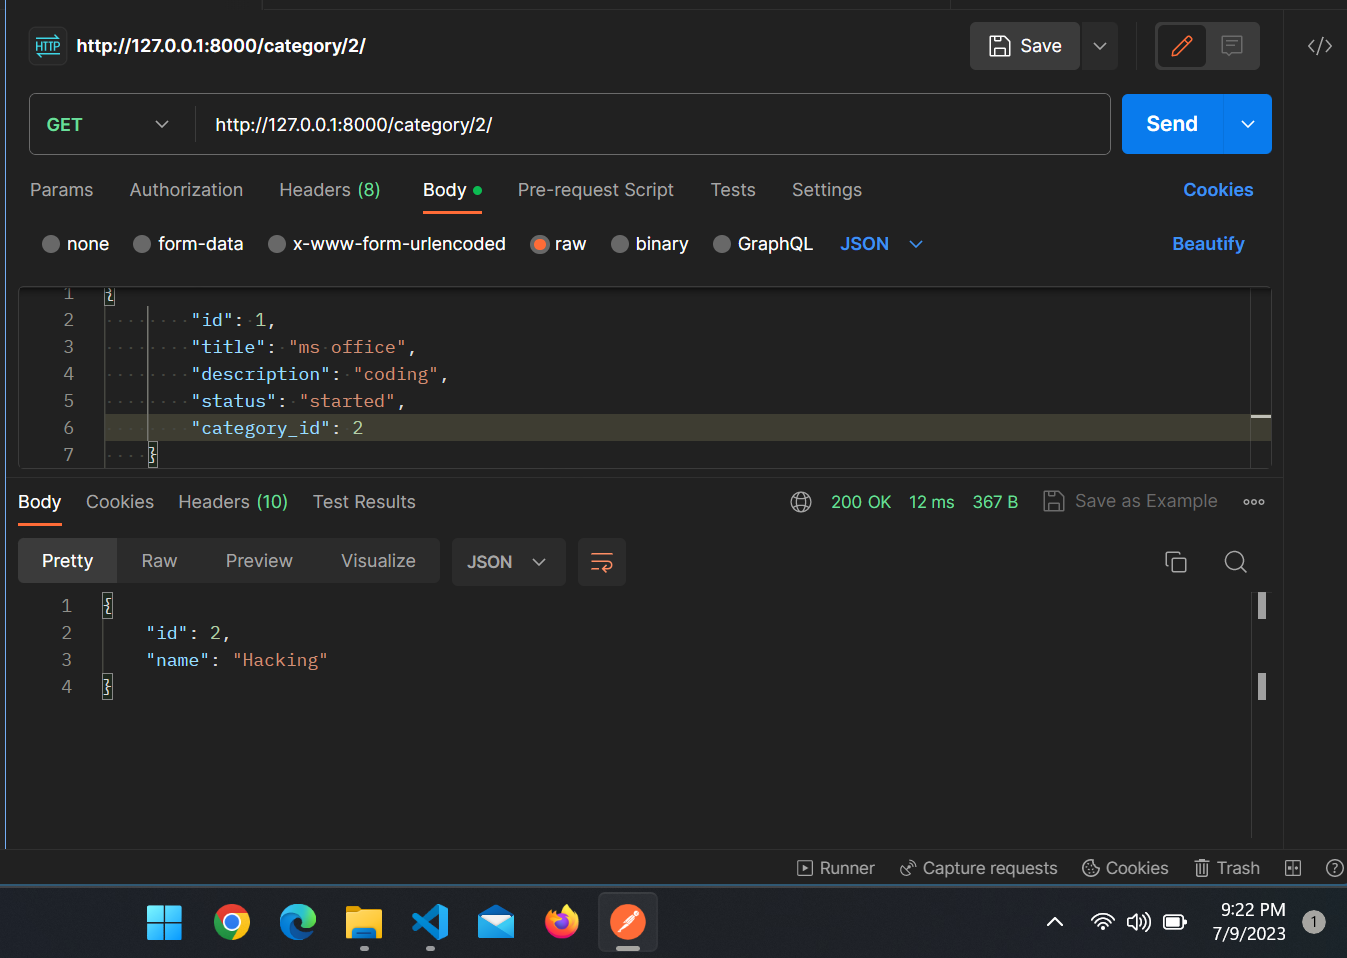 HTTP http://127.0.0.1:8000/category/2/ Save </>
GET http://127.0.0.1:8000/category/2/ Send
Params Authorization Headers (8) Body Pre-request Script Tests Settings Cookies
none form-data x-www-form-urlencoded raw binary GraphQL JSON Beautify
1 {
2 "id": 1,
3 "title": "ms office",
4 "description": "coding",
5 "status": "started",
6 "category_id": 2
7 }
Body Cookies Headers (10) Test Results 200 OK 12 ms 367 B Save as Example
Pretty Raw Preview Visualize JSON
1 {
2 "id": 2,
3 "name": "Hacking"
4 }
Runner Capture requests Cookies Trash
9:22 PM
7/9/2023 1